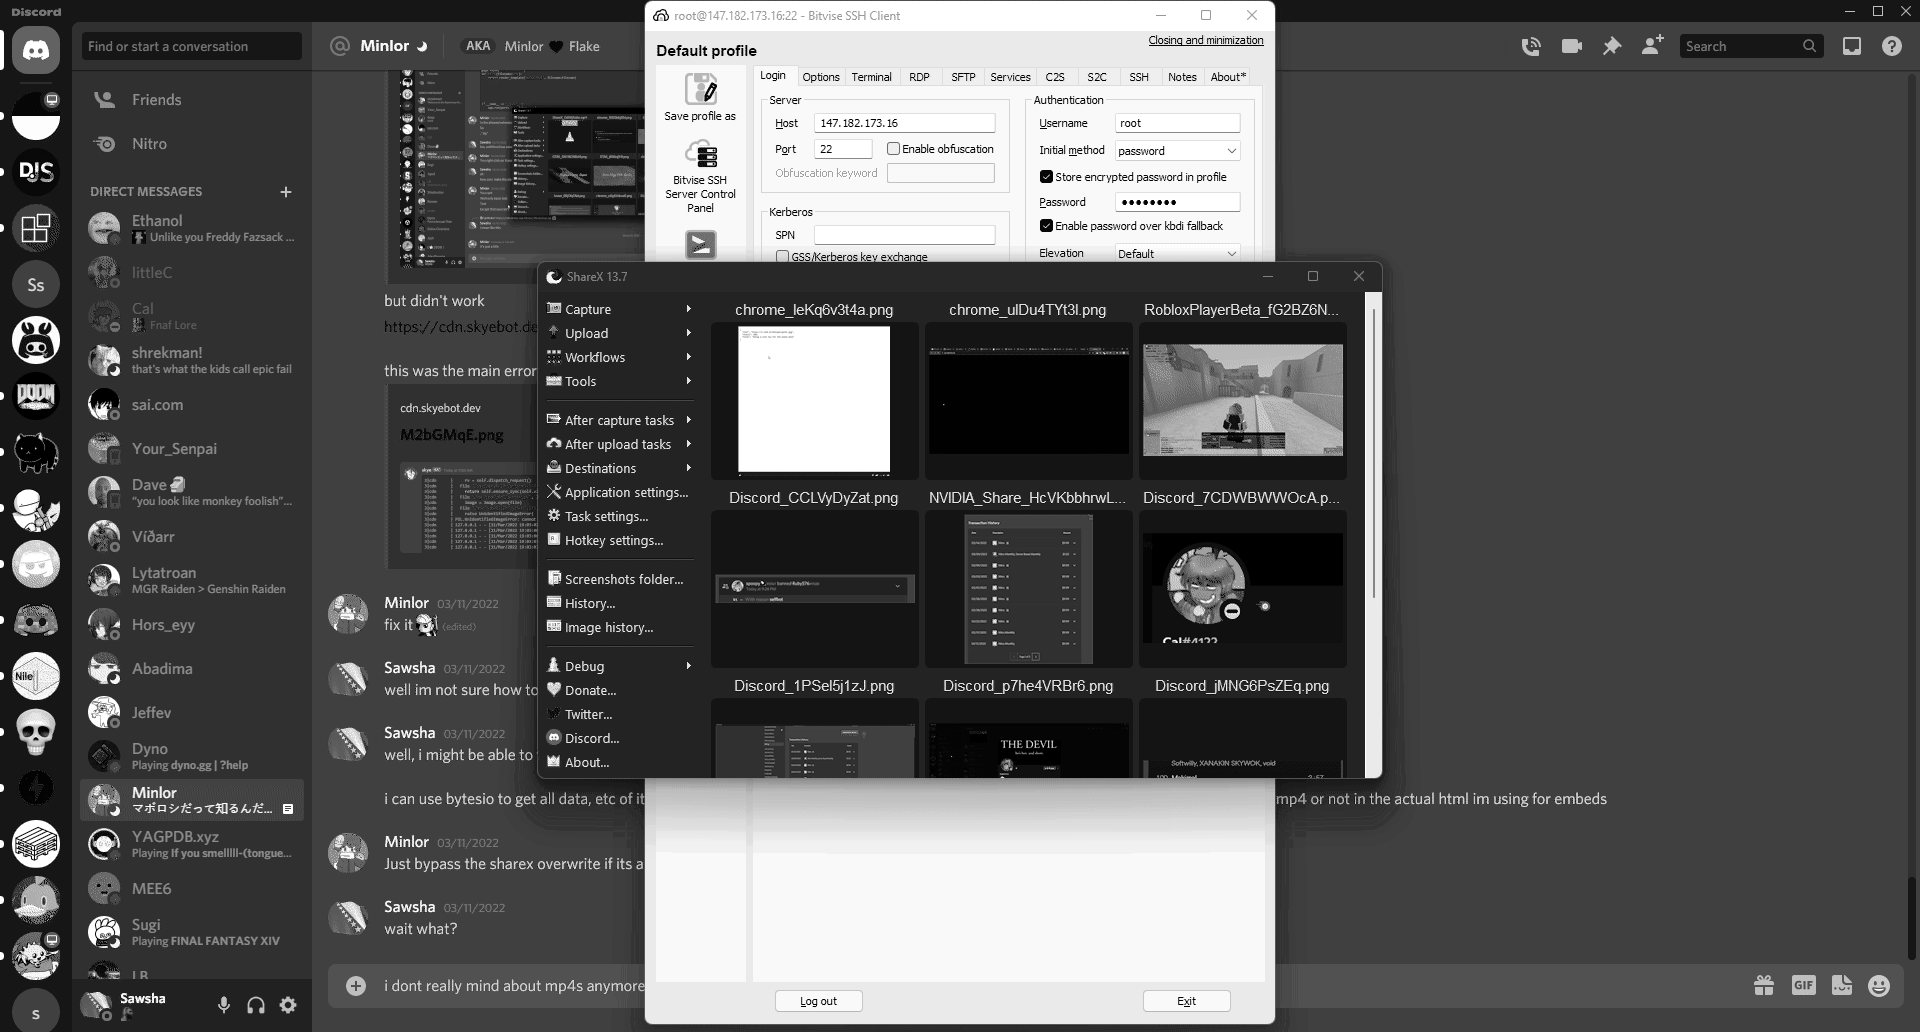 Discord
Find or start a conversation
Friends
Nitro
DIRECT MESSAGES
Ethanol
Unlike you Freddy Fazsack ...
littleC
Cal
Fnaf Lore
shrekman!
that's what the kids call epic fail
sai.com
Your_Senpai
Dave
"you look like monkey foolish"...
Víðarr
Lytatroan
MGR Raiden > Genshin Raiden
Hors_eyy
Abadima
Jeffev
Dyno
Playing dyno.gg | ?help
Minlor
マボロシだって知るんだ...
YAGPDB.xyz
Playing If you smelllll-(tongue...
MEE6
Sugi
Playing FINAL FANTASY XIV
LB
Sawsha
DJS
Ss
DOOM
Nile
s
Minlor
AKA
Minlor
Flake
Search
but didn't work
https://cdn.skyebot.de
this was the main error
cdn.skyebot.dev
M2bGMqE.png
Minlor 03/11/2022
fix it (edited)
Sawsha 03/11/2022
well im not sure how to
Sawsha 03/11/2022
well, i might be able to
i can use bytesio to get all data, etc of it
mp4 or not in the actual html im using for embeds
Minlor 03/11/2022
Just bypass the sharex overwrite if its a
Sawsha 03/11/2022
wait what?
i dont really mind about mp4s anymore
GIF
root@147.182.173.16:22 - Bitvise SSH Client
Default profile
Closing and minimization
Save profile as
Bitvise SSH
Server Control
Panel
Login Options Terminal RDP SFTP Services C2S S2C SSH Notes About*
Server
Host 147.182.173.16
Port 22 Enable obfuscation
Obfuscation keyword
Kerberos
SPN
GSS/Kerberos key exchange
Authentication
Username root
Initial method password
Store encrypted password in profile
Password ●●●●●●●●
Enable password over kbdi fallback
Elevation Default
Log out
Exit
ShareX 13.7
Capture
Upload
Workflows
Tools
After capture tasks
After upload tasks
Destinations
Application settings...
Task settings...
Hotkey settings...
Screenshots folder...
History...
Image history...
Debug
Donate...
Twitter...
Discord...
About...
chrome_leKq6v3t4a.png
chrome_ulDu4TYt3l.png
RobloxPlayerBeta_fG2BZ6N...
Discord_CCLVyDyZat.png
NVIDIA_Share_HcVKbbhrwL...
Discord_7CDWBWWOcA.p...
Transaction History
Cal#4122
Discord_1PSel5j1zJ.png
Discord_p7he4VRBr6.png
Discord_jMNG6PsZEq.png
THE DEVIL
Softwilly, XANAKIN SKYWOK, void